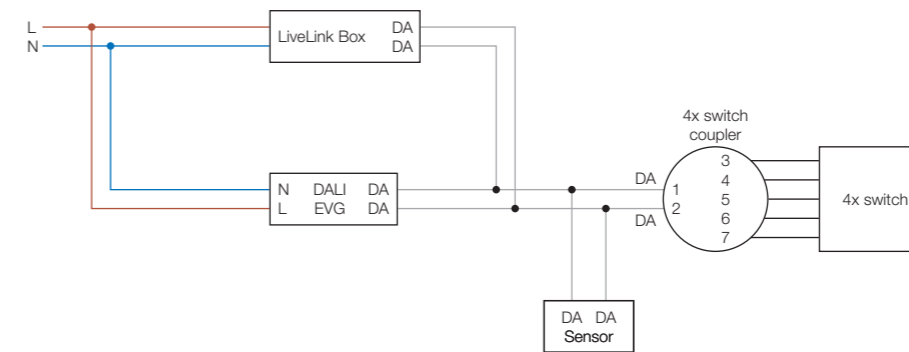 L
N
LiveLink Box
DA
DA
N DALI DA
L EVG DA
4x switch
coupler
DA
1
2
DA
3
4
5
6
7
4x switch
DA DA
Sensor